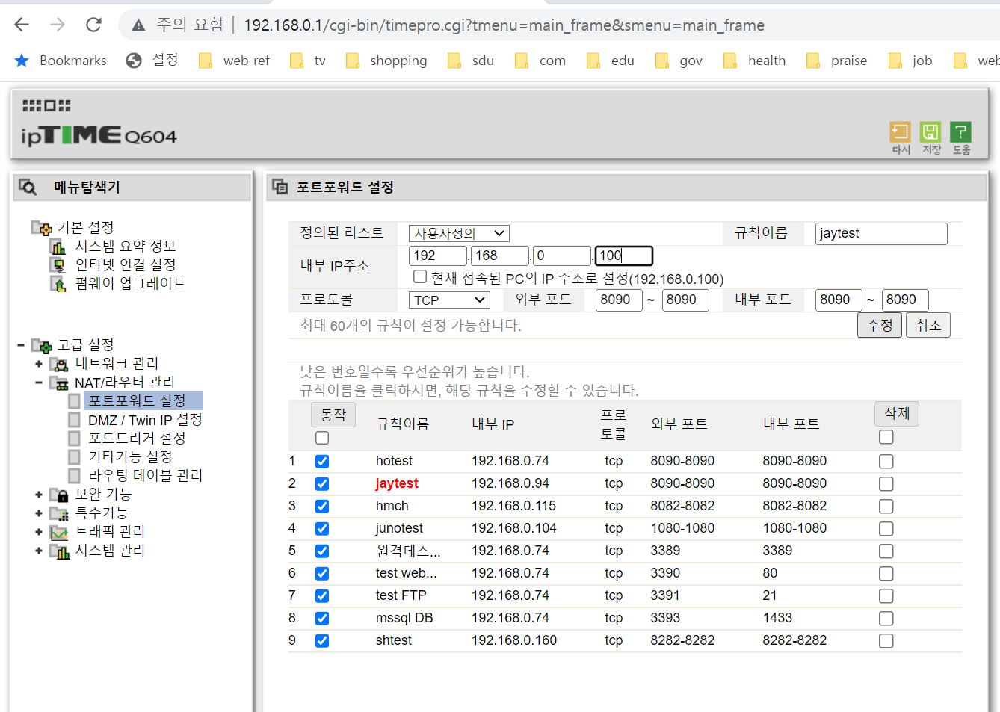 주의 요함 | 192.168.0.1/cgi-bin/timepro.cgi?tmenu=main_frame&smenu=main_frame
Bookmarks 설정 web ref tv shopping sdu com edu gov health praise job web
ipTIME Q604
다시 저장 도움
메뉴탐색기
기본 설정
시스템 요약 정보
인터넷 연결 설정
펌웨어 업그레이드
고급 설정
네트워크 관리
NAT/라우터 관리
포트포워드 설정
DMZ / Twin IP 설정
포트트리거 설정
기타기능 설정
라우팅 테이블 관리
보안 기능
특수기능
트래픽 관리
시스템 관리
포트포워드 설정
정의된 리스트 사용자정의 규칙이름 jaytest
내부 IP주소 192 . 168 . 0 . 100
현재 접속된 PC의 IP 주소로 설정(192.168.0.100)
프로토콜 TCP 외부 포트 8090 ~ 8090 내부 포트 8090 ~ 8090
최대 60개의 규칙이 설정 가능합니다. 수정 취소
낮은 번호일수록 우선순위가 높습니다.
규칙이름을 클릭하시면, 해당 규칙을 수정할 수 있습니다.
동작 규칙이름 내부 IP 프로토콜 외부 포트 내부 포트 삭제
1 hotest 192.168.0.74 tcp 8090-8090 8090-8090
2 jaytest 192.168.0.94 tcp 8090-8090 8090-8090
3 hmch 192.168.0.115 tcp 8082-8082 8082-8082
4 junotest 192.168.0.104 tcp 1080-1080 1080-1080
5 원격데스... 192.168.0.74 tcp 3389 3389
6 test web... 192.168.0.74 tcp 3390 80
7 test FTP 192.168.0.74 tcp 3391 21
8 mssql DB 192.168.0.74 tcp 3393 1433
9 shtest 192.168.0.160 tcp 8282-8282 8282-8282